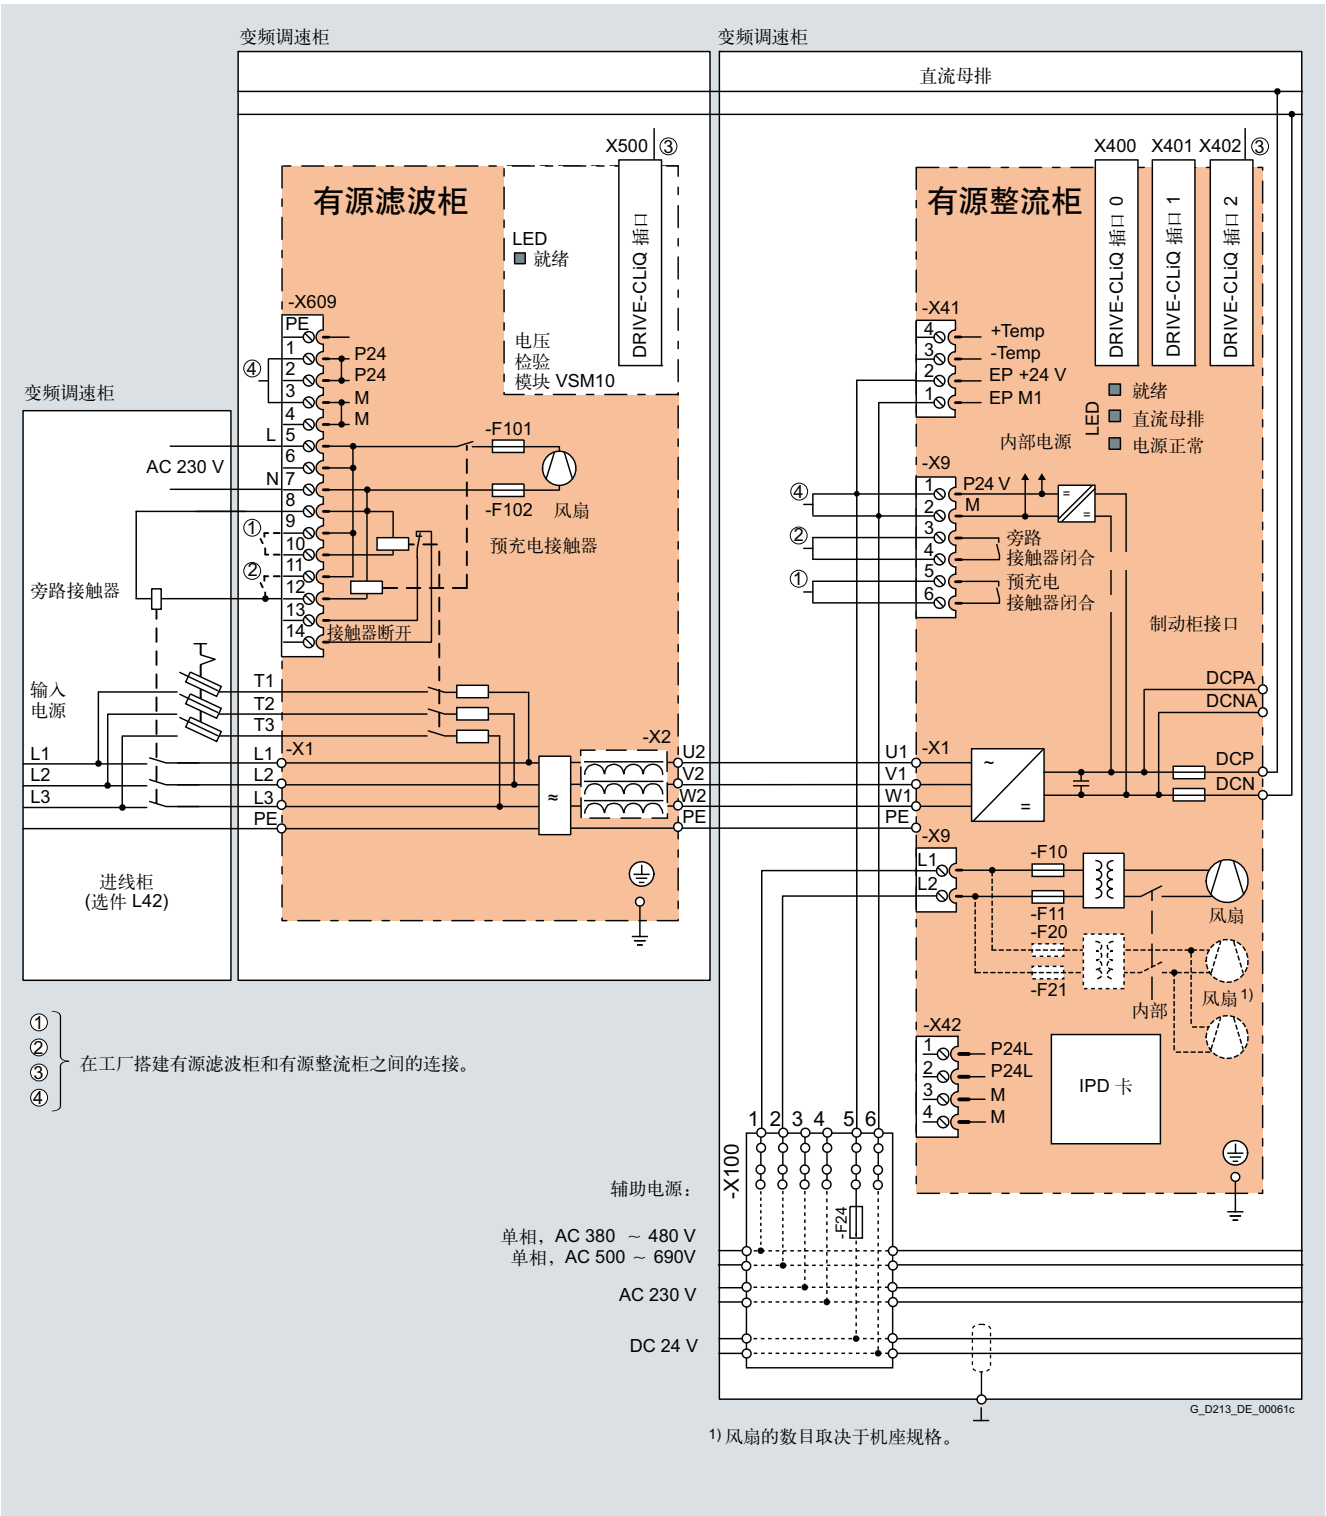 变频调速柜
变频调速柜
直流母排
X500 ③
X400 X401 X402 ③
有源滤波柜
LED
就绪
DRIVE-CLiQ 插口
电压
检验
模块 VSM10
有源整流柜
DRIVE-CLiQ 插口 0
DRIVE-CLiQ 插口 1
DRIVE-CLiQ 插口 2
-X609
PE
1 P24
④
2 P24
3 M
4 M
5
6
7
8
9
10
11
12
13
14
变频调速柜
L
AC 230 V
N
①
②
-F101
-F102 风扇
预充电接触器
旁路接触器
接触器断开
输入
电源
T1
T2
T3
L1 L1 -X1
L2 L2
L3 L3
PE
≈
-X2
U2
V2
W2
PE
进线柜
(选件 L42)
-X41
4 +Temp
3 -Temp
2 EP +24 V
1 EP M1
LED
就绪
直流母排
电源正常
内部电源
-X9
④ 1 P24 V
2 M
② 3 旁路
4 接触器闭合
① 5 预充电
6 接触器闭合
= =
制动柜接口
DCPA
DCNA
DCP
DCN
U1 -X1
V1
W1
PE
~
=
-X9
L1
L2
-F10
-F11
-F20
-F21
风扇
风扇 1)
内部
-X42
1 P24L
2 P24L
3 M
4 M
IPD 卡
①
②
③
④
在工厂搭建有源滤波柜和有源整流柜之间的连接。
1 2 3 4 5 6
-X100
-F24
辅助电源：
单相，AC 380 ～ 480 V
单相，AC 500 ～ 690V
AC 230 V
DC 24 V
G_D213_DE_00061c
1) 风扇的数目取决于机座规格。